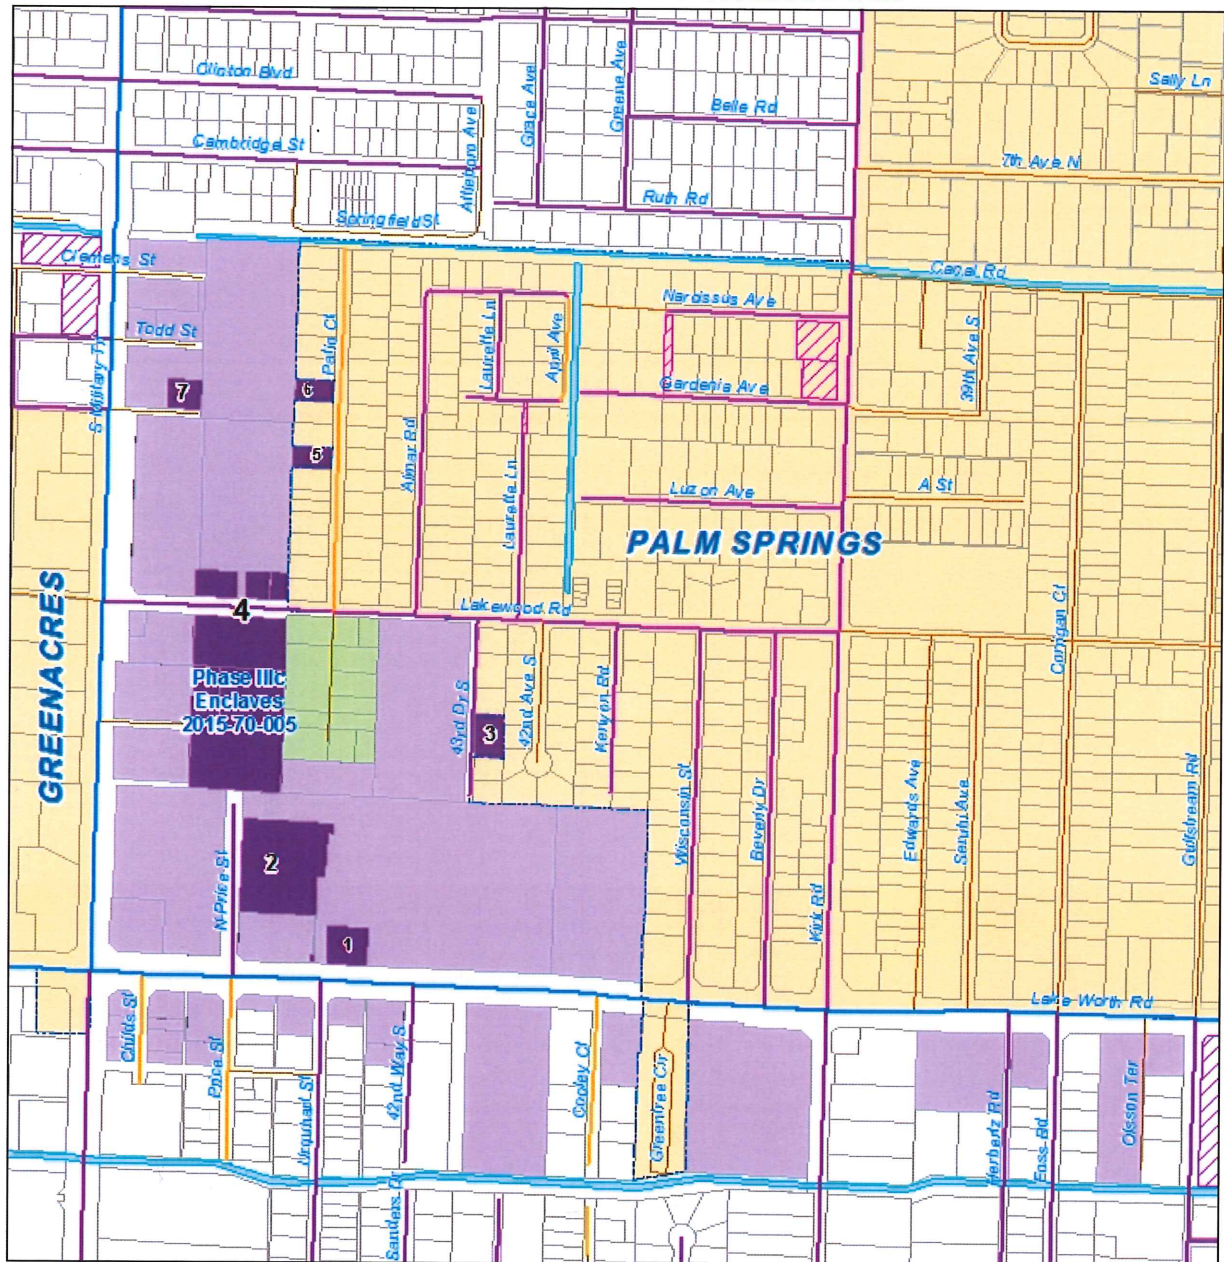 Clinton Blvd
Cambridge St
Attleboro Ave
Grace Ave
Greene Ave
Belle Rd
Ruth Rd
Sally Ln
7th Ave N
Springfield St
Clemens St
Canal Rd
Todd St
S Military Trl
Patio Ct
Laurette Ln
April Ave
Narcissus Ave
Gardenia Ave
39th Ave S
7
6
5
Almar Rd
Laurette Ln
Luzon Ave
A St
PALM SPRINGS
GREENACRES
4
Lakewood Rd
Corrigan Ct
Phase IIIc
Enclaves
2015-70-005
43rd Dr S
3
42nd Ave S
Kenyon Rd
Wisconsin St
Beverly Dr
Kirk Rd
Edwards Ave
Gulfstream Rd
N Price St
2
1
Lake Worth Rd
Childs St
Price St
Urquhart St
42nd Way S
Cooley Ct
Greentree Cir
Herbertz Rd
Foss Rd
Olsson Ter
Sanders Dr